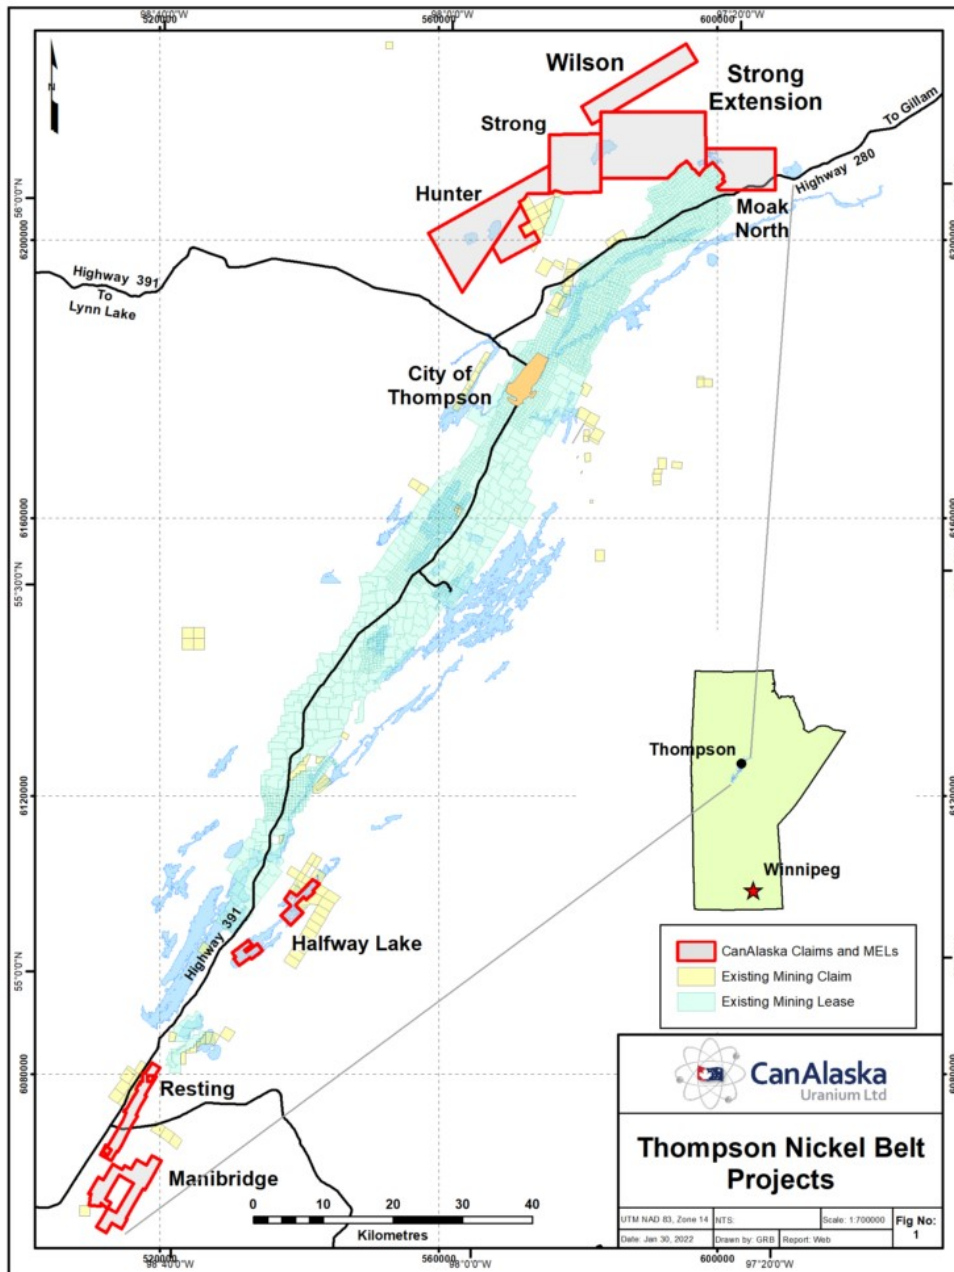 98°40'0"W
520000
98°0'0"W
560000
97°20'0"W
600000
N
Wilson
Strong
Extension
Strong
To Gillam
Highway 280
Hunter
Moak
North
56°0'0"N
6200000
6200000
Highway 391
To
Lynn Lake
City of
Thompson
6160000
6160000
55°30'0"N
Thompson
6120000
6120000
Winnipeg
Highway 391
Halfway Lake
CanAlaska Claims and MELs
Existing Mining Claim
Existing Mining Lease
55°0'0"N
6080000
6080000
Resting
CanAlaska
Uranium Ltd
Manibridge
Thompson Nickel Belt
Projects
0 10 20 30 40
Kilometres
UTM NAD 83, Zone 14
NTS:
Scale: 1:700000
Fig No:
1
Date: Jan 30, 2022
Drawn by: GRB
Report: Web
520000
98°40'0"W
560000
98°0'0"W
600000
97°20'0"W